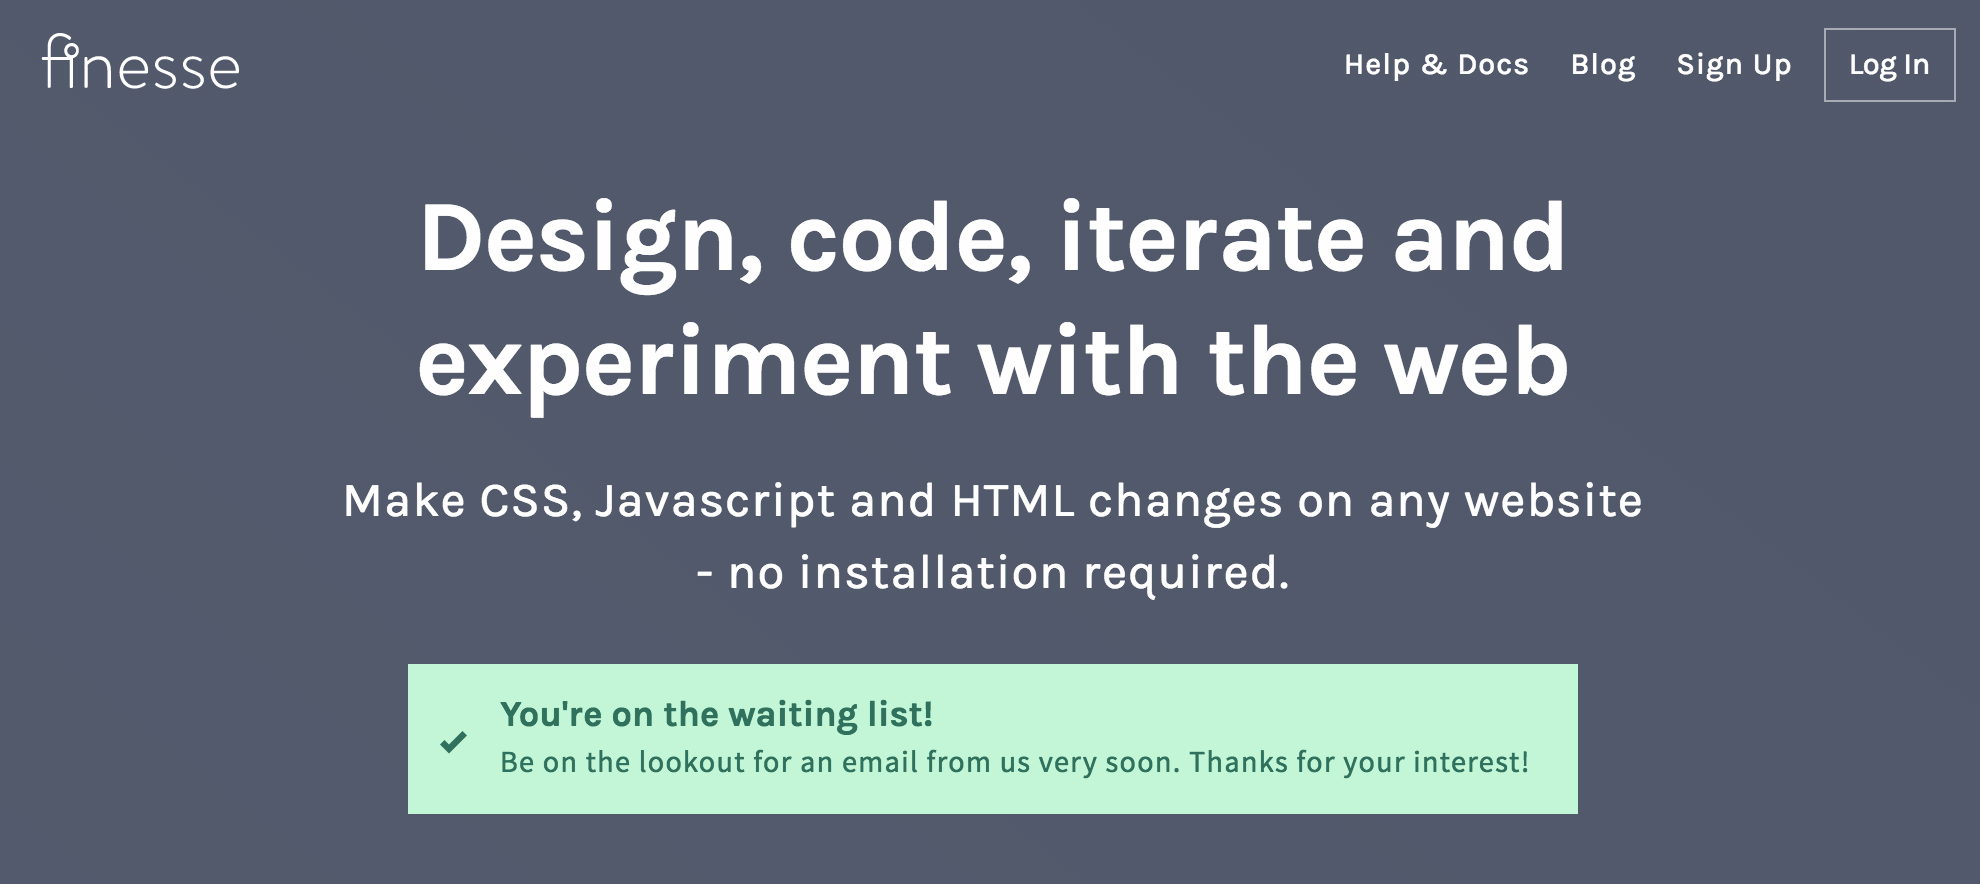 finesse
Help & Docs
Blog
Sign Up
Log In
Design, code, iterate and
experiment with the web
Make CSS, Javascript and HTML changes on any website
- no installation required.
You're on the waiting list!
Be on the lookout for an email from us very soon. Thanks for your interest!